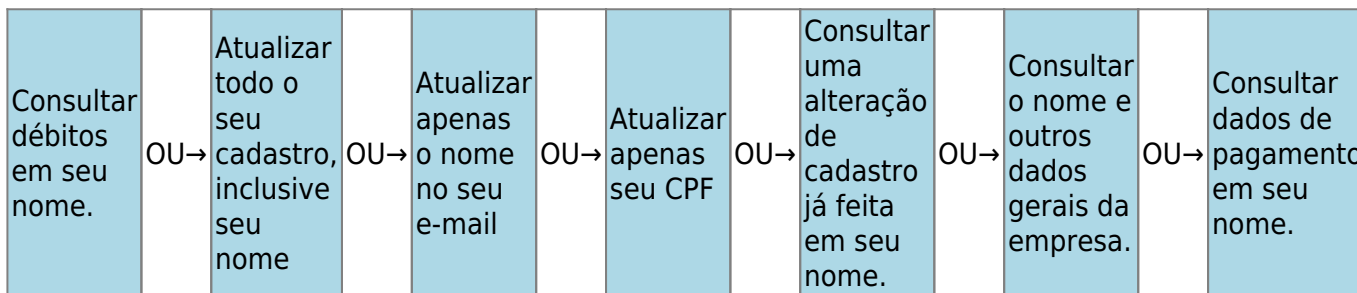 Consultar
débitos
em seu
nome.
OU→
Atualizar
todo o
seu
cadastro,
inclusive
seu
nome
OU→
Atualizar
apenas
o nome
no seu
e-mail
OU→
Atualizar
apenas
seu CPF
OU→
Consultar
uma
alteração
de
cadastro
já feita
em seu
nome.
OU→
Consultar
o nome e
outros
dados
gerais da
empresa.
OU→
Consultar
dados de
pagamento
em seu
nome.